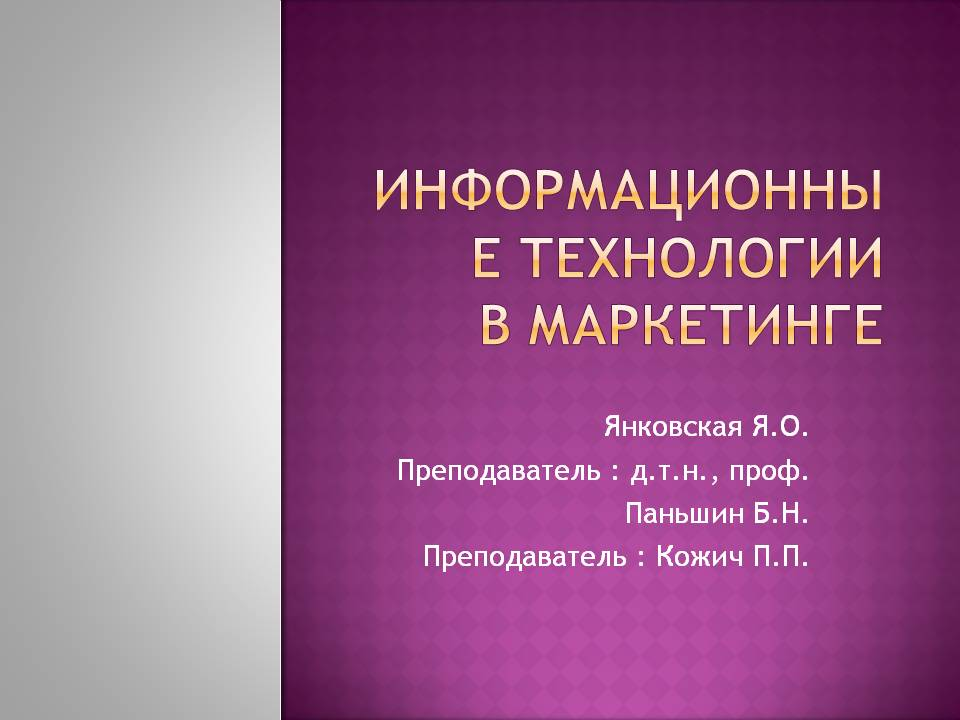 ИНФОРМАЦИОННЫ
Е ТЕХНОЛОГИИ
В МАРКЕТИНГЕ
Янковская Я.О.
Преподаватель : д.т.н., проф.
Паньшин Б.Н.
Преподаватель : Кожич П.П.